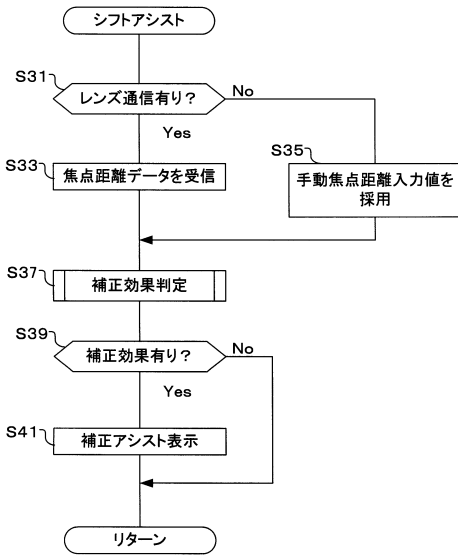 シフトアシスト
S31
レンズ通信有り?
No
Yes
S33
焦点距離データを受信
S35
手動焦点距離入力値を
採用
S37
補正効果判定
S39
補正効果有り?
No
Yes
S41
補正アシスト表示
リターン